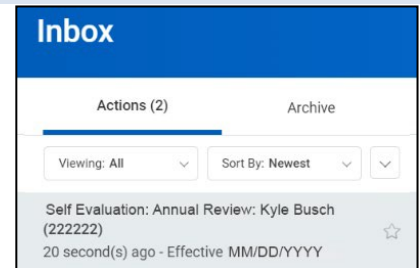 Inbox
Actions (2)
Archive
Viewing: All
Sort By: Newest
Self Evaluation: Annual Review: Kyle Busch
(222222)
20 second(s) ago - Effective MM/DD/YYYY